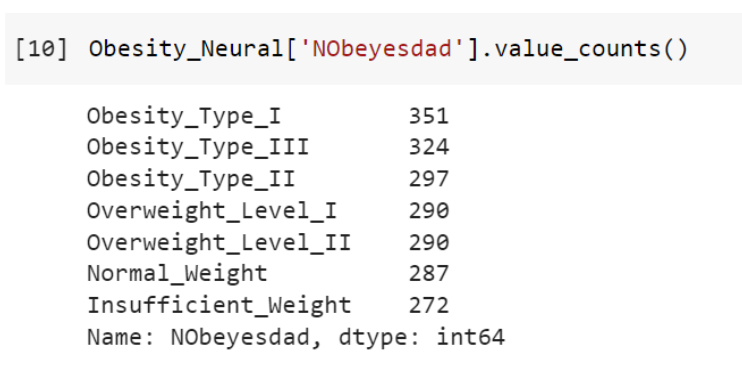 [10] Obesity_Neural['NObeyesdad'].value_counts()
Obesity_Type_I 351
Obesity_Type_III 324
Obesity_Type_II 297
Overweight_Level_I 290
Overweight_Level_II 290
Normal_Weight 287
Insufficient_Weight 272
Name: NObeyesdad, dtype: int64